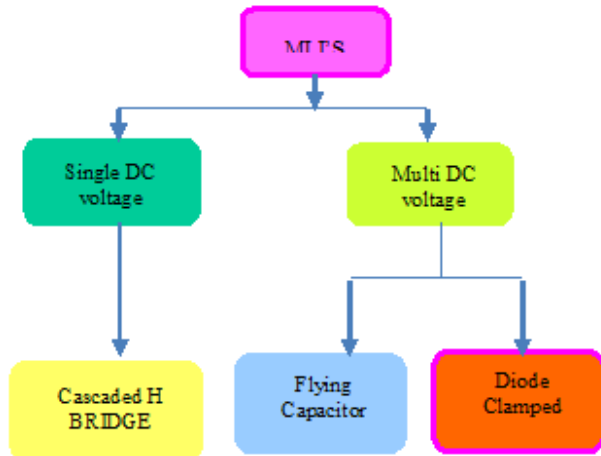 MLI'S
Single DC
voltage
Multi DC
voltage
Cascaded H
BRIDGE
Flying
Capacitor
Diode
Clamped